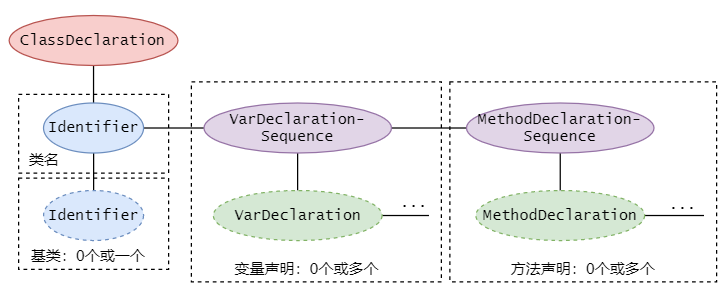 ClassDeclaration
Identifier
类名
VarDeclaration-
Sequence
MethodDeclaration-
Sequence
Identifier
基类: 0个或一个
VarDeclaration
...
变量声明: 0个或多个
MethodDeclaration
...
方法声明: 0个或多个